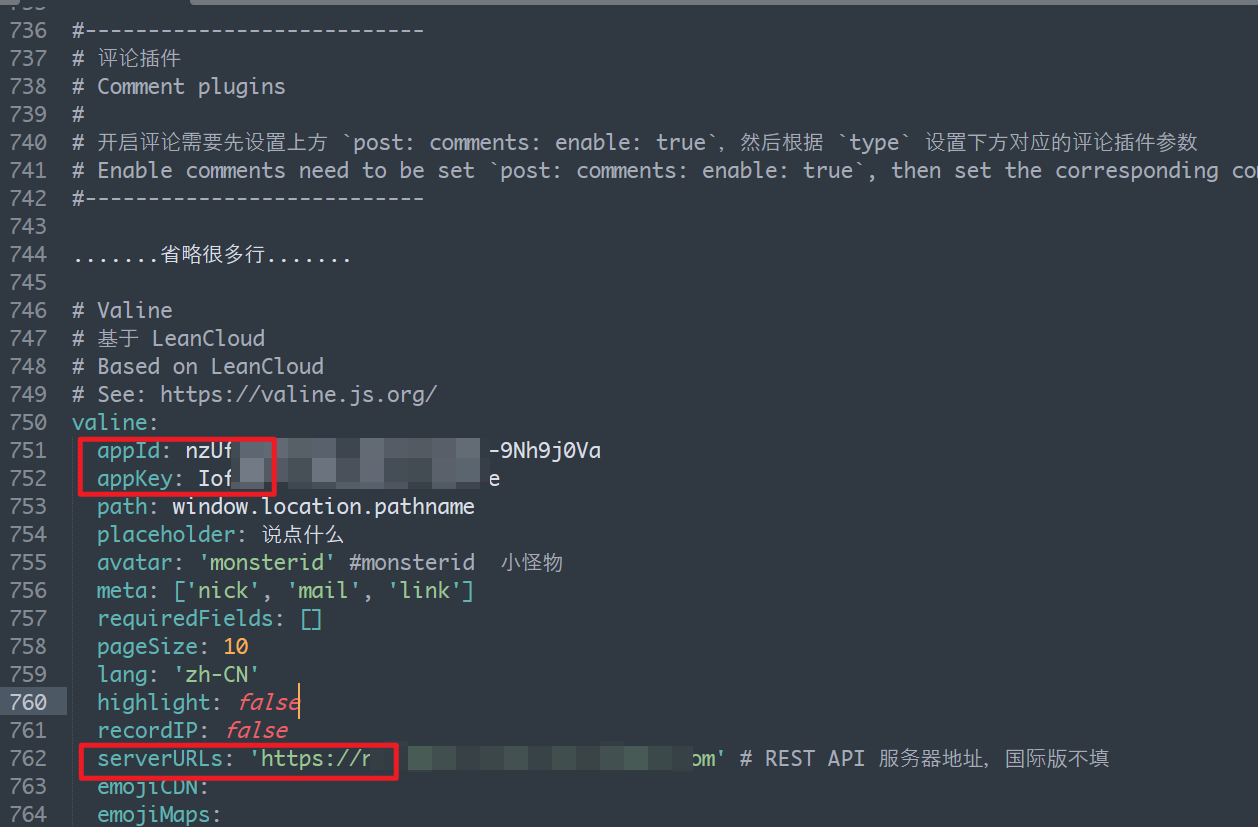 736 #---------------------------
737 # 评论插件
738 # Comment plugins
739 #
740 # 开启评论需要先设置上方 `post: comments: enable: true`, 然后根据 `type` 设置下方对应的评论插件参数
741 # Enable comments need to be set `post: comments: enable: true`, then set the corresponding
742 #---------------------------
743
744 .......省略很多行.......
745
746 # Valine
747 # 基于 LeanCloud
748 # Based on LeanCloud
749 # See: https://valine.js.org/
750 valine:
751 appId: nzUf -9Nh9j0Va
752 appKey: Iof e
753 path: window.location.pathname
754 placeholder: 说点什么
755 avatar: 'monsterid' #monsterid 小怪物
756 meta: ['nick', 'mail', 'link']
757 requiredFields: []
758 pageSize: 10
759 lang: 'zh-CN'
760 highlight: false
761 recordIP: false
762 serverURLs: 'https://r om' # REST API 服务器地址, 国际版不填
763 emojiCDN:
764 emojiMaps: